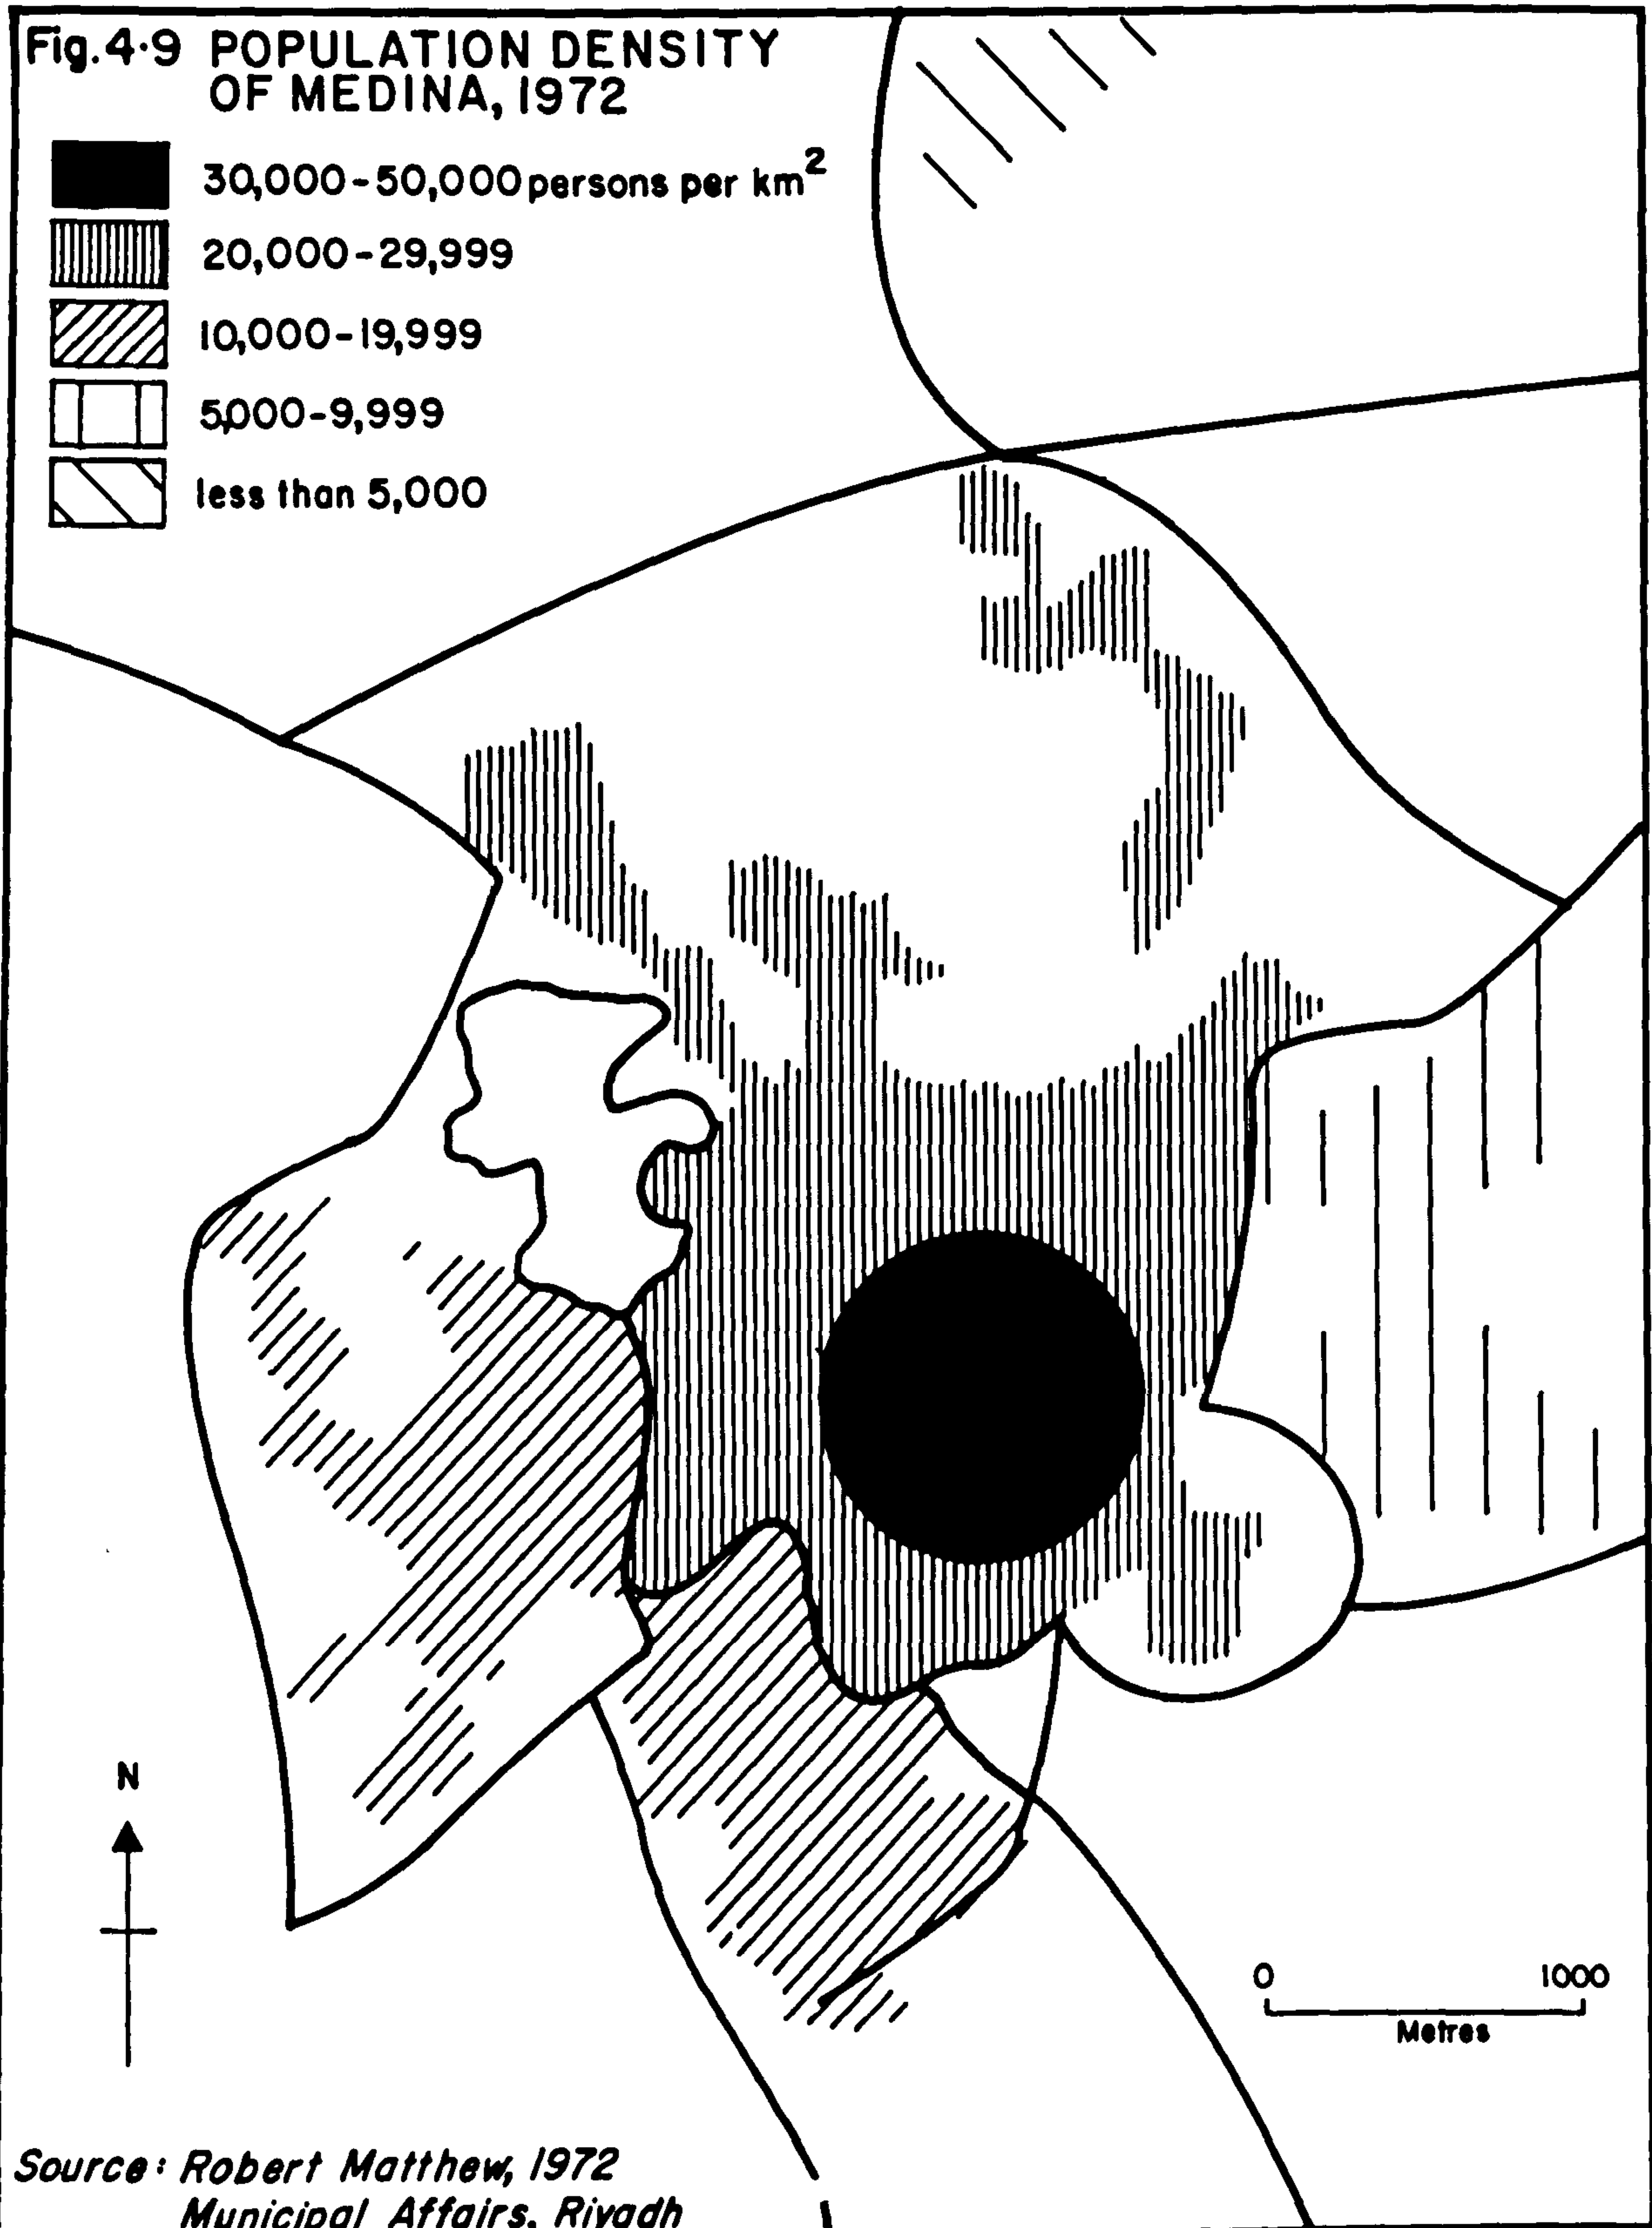 Fig.4·9 POPULATION DENSITY
OF MEDINA, 1972
30,000-50,000 persons per km²
20,000-29,999
10,000-19,999
5,000-9,999
less than 5,000
N
0 1000
Metres
Source: Robert Matthew, 1972
Municipal Affairs, Riyadh